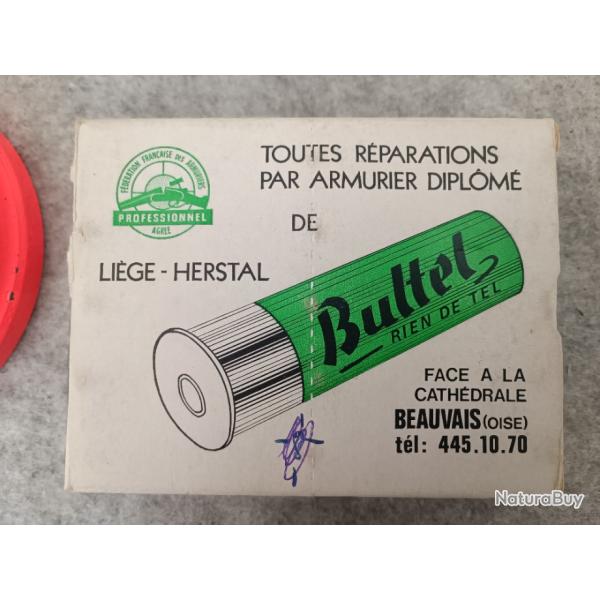 FÉDÉRATION FRANÇAISE DES ARMURIERS
PROFESSIONNEL
AGRÉÉ
TOUTES RÉPARATIONS
PAR ARMURIER DIPLÔMÉ
DE
LIÈGE - HERSTAL
Bultel
RIEN DE TEL
FACE A LA
CATHÉDRALE
BEAUVAIS (OISE)
tél: 445.10.70
NaturaBuy